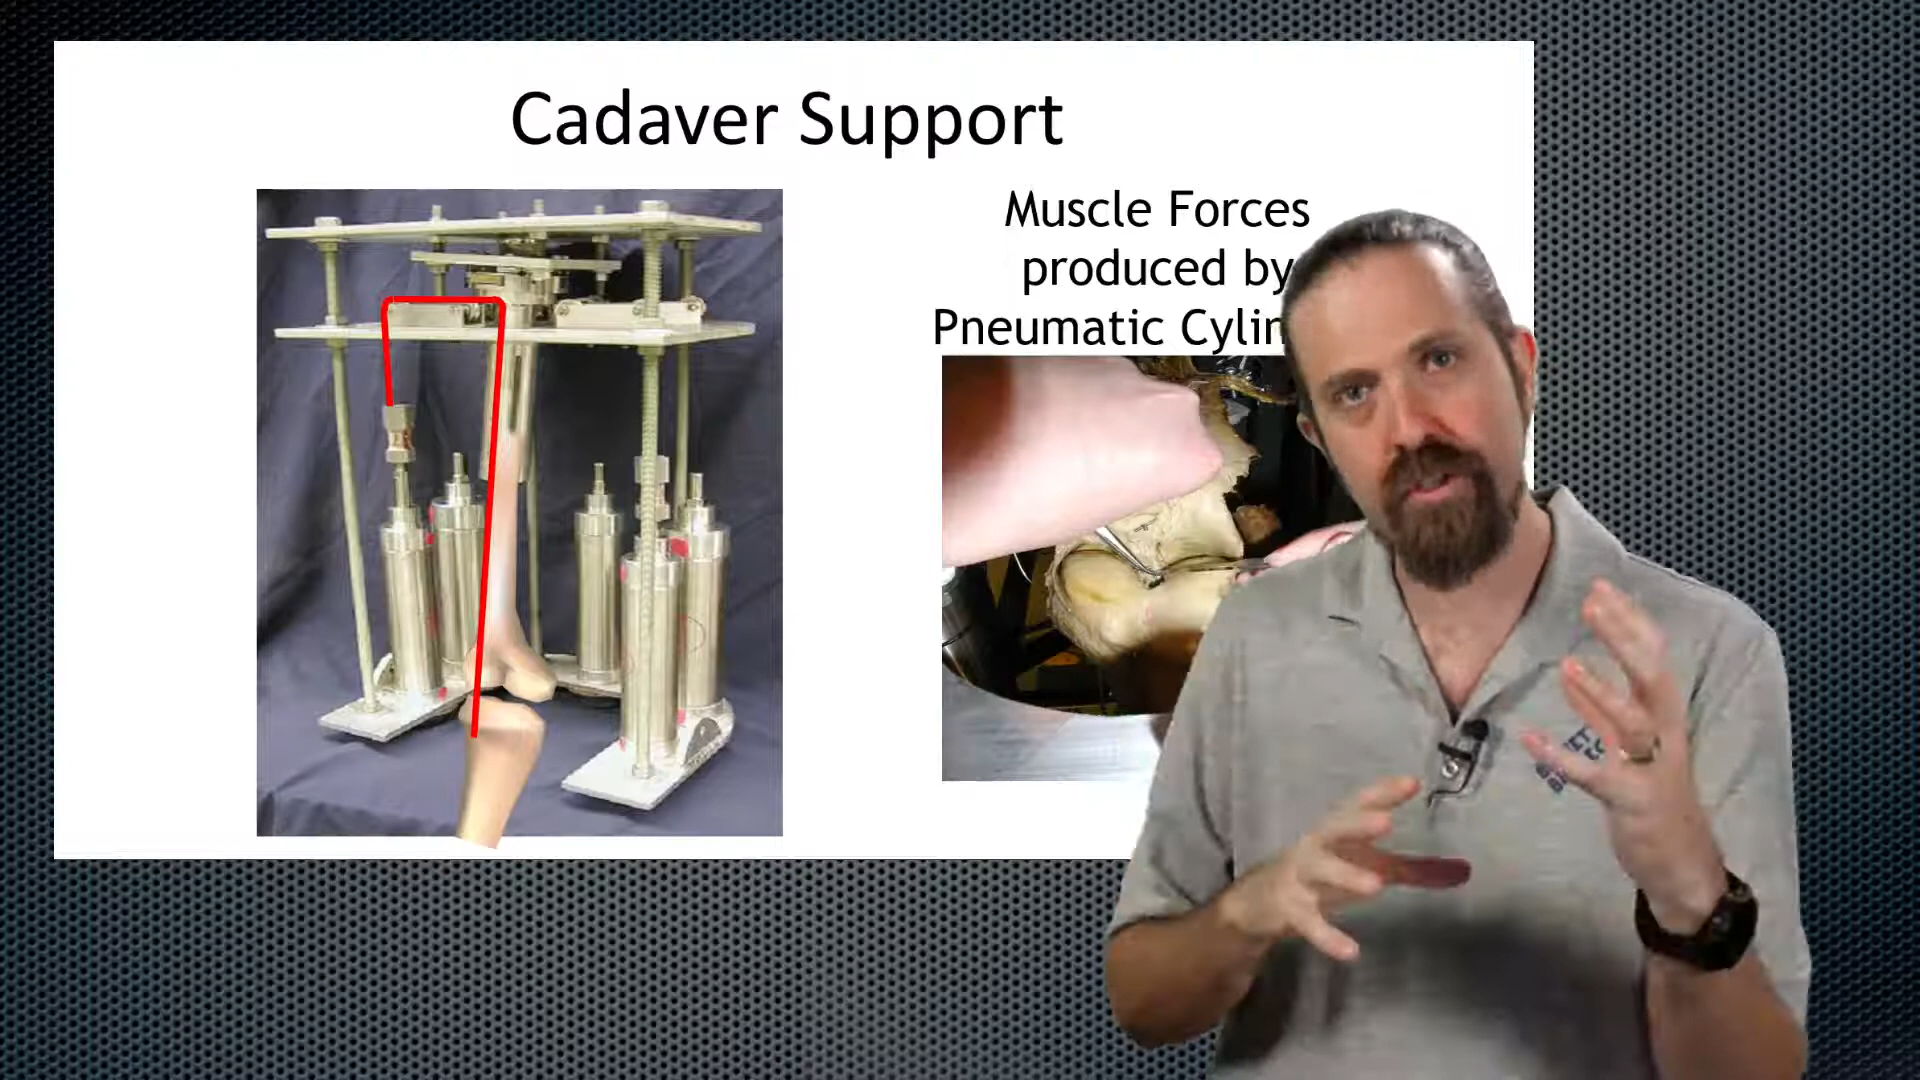 Cadaver Support
Muscle Forces
produced by
Pneumatic Cylin